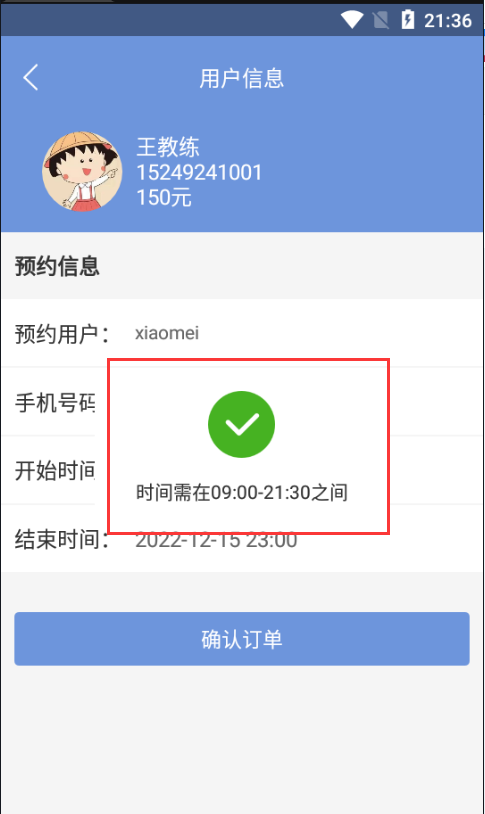 21:36
用户信息
王教练
15249241001
150元
预约信息
预约用户： xiaomei
手机号码
时间需在09:00-21:30之间
开始时间
结束时间： 2022-12-15 23:00
确认订单